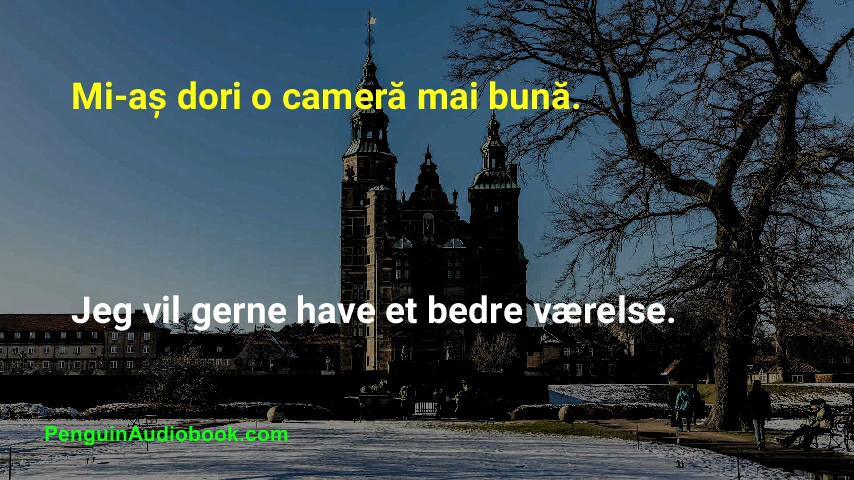 Mi-aș dori o cameră mai bună.
Jeg vil gerne have et bedre værelse.
PenguinAudiobook.com